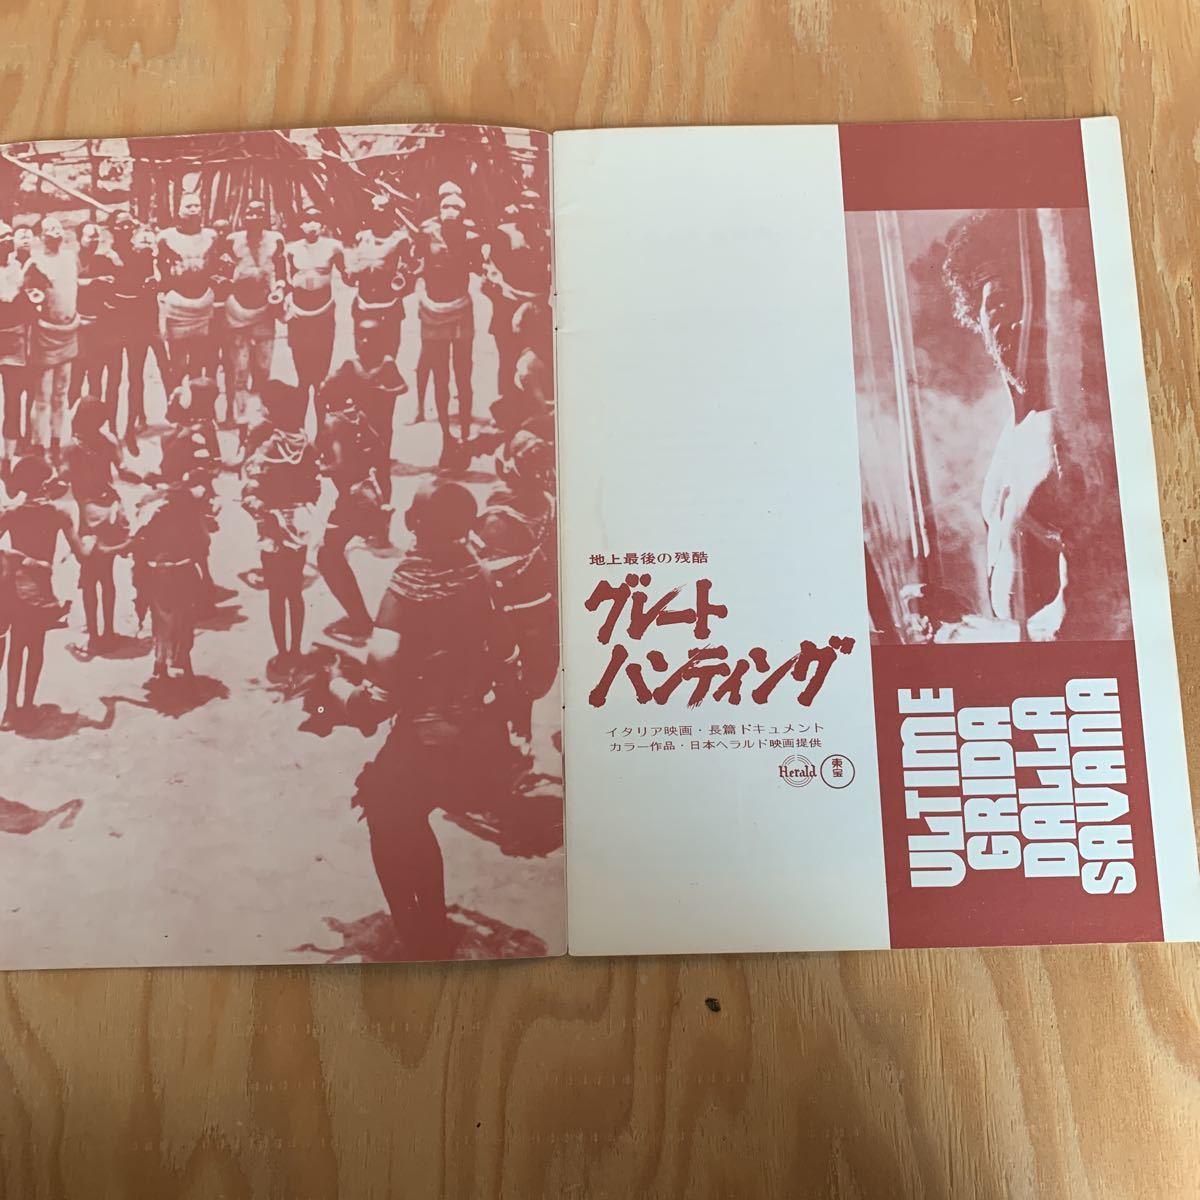 地上最後の残酷
グレート
ハンティング
イタリア映画・長篇ドキュメント
カラー作品・日本ヘラルド映画提供
Herald
東宝
ULTIME
GRIDA
DALLA
SAVANA